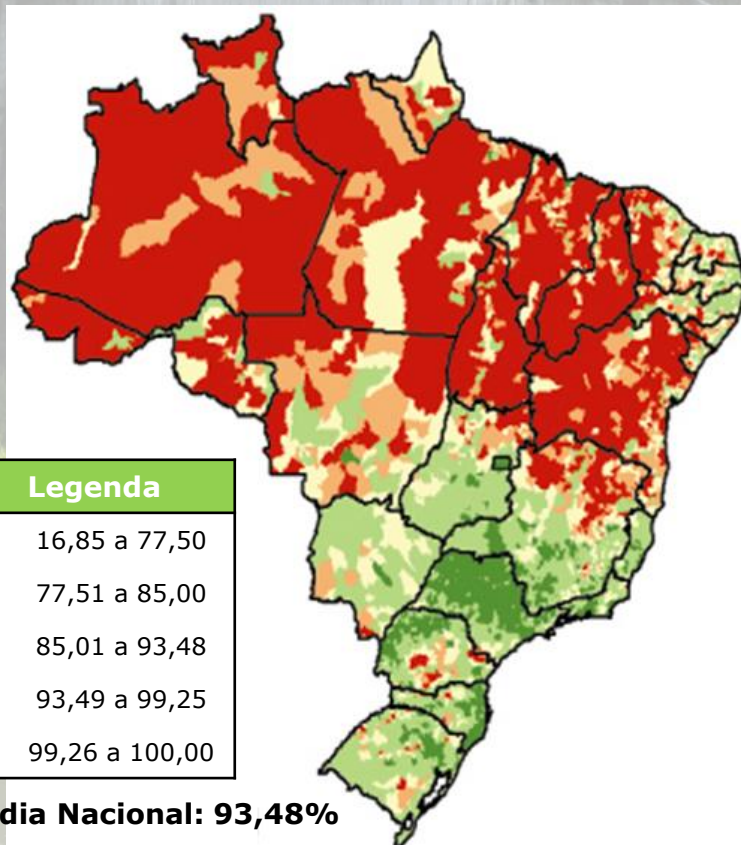 Legenda
16,85 a 77,50
77,51 a 85,00
85,01 a 93,48
93,49 a 99,25
99,26 a 100,00
dia Nacional: 93,48%